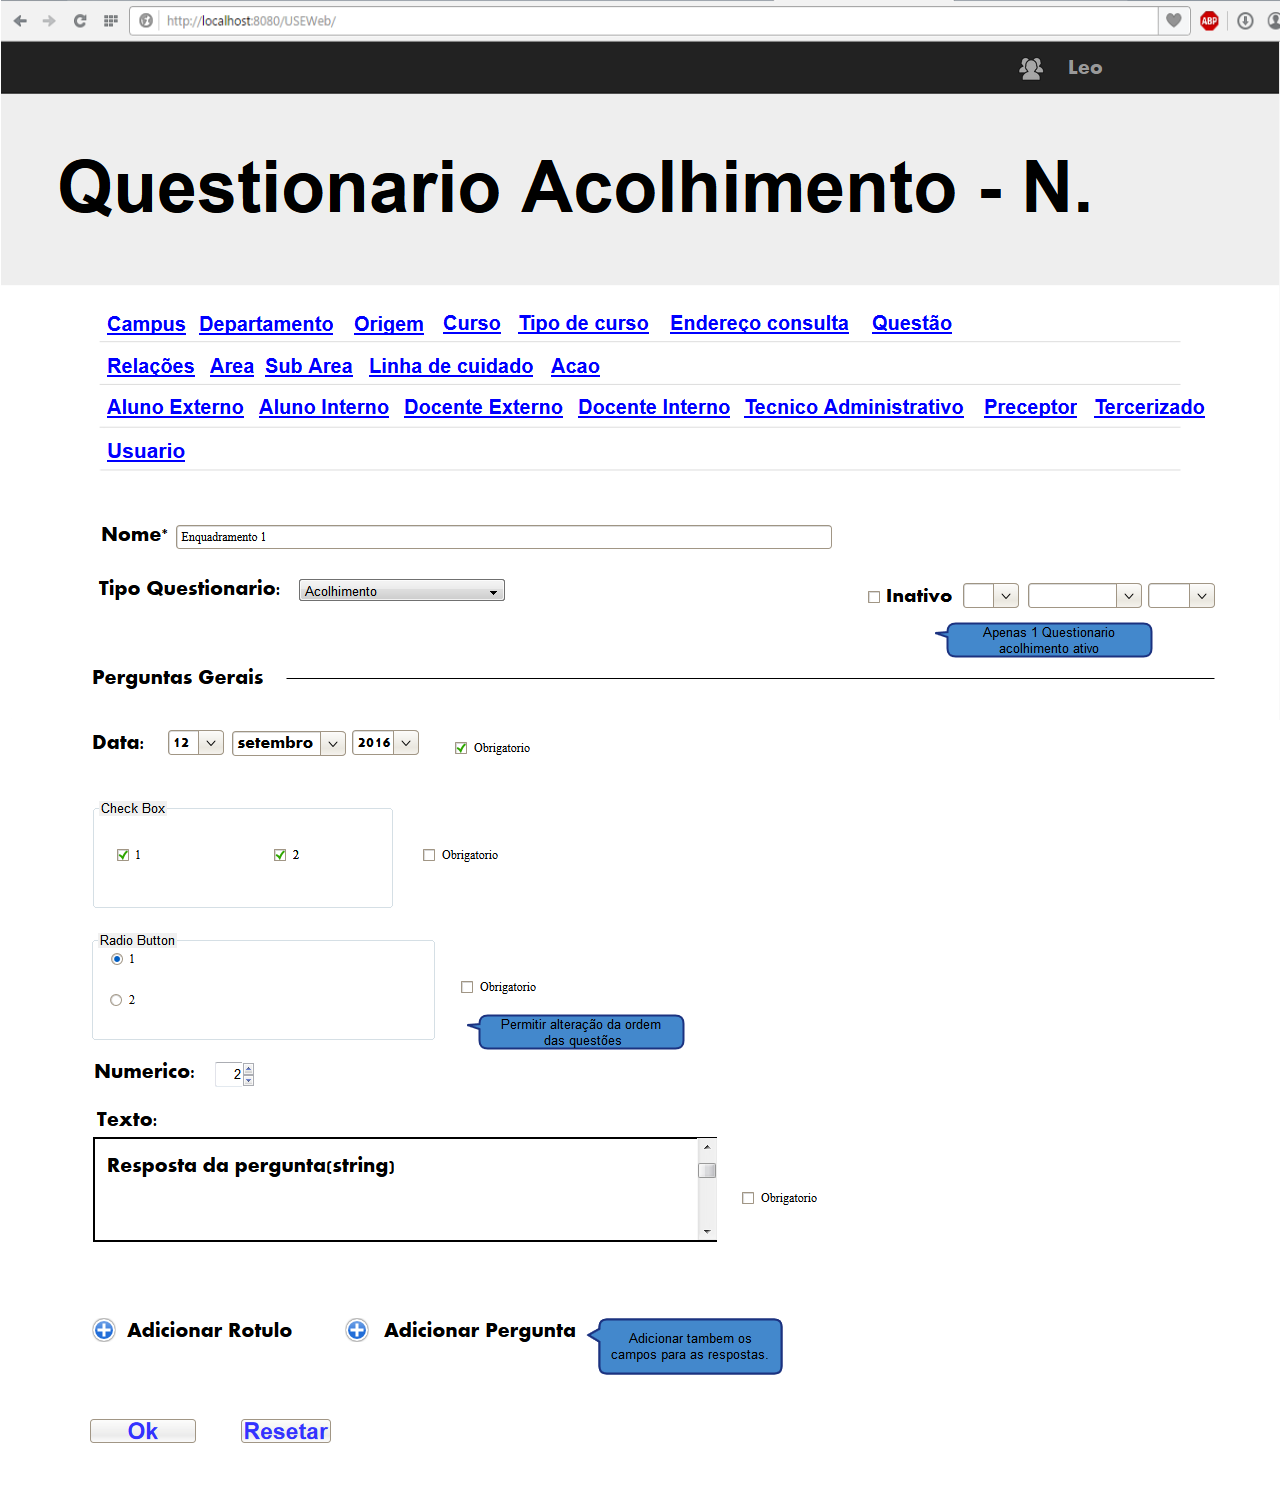 http://localhost:8080/USEWeb/
ABP
Leo
Questionario Acolhimento - N.
Campus Departamento Origem Curso Tipo de curso Endereço consulta Questão
Relações Area Sub Area Linha de cuidado Acao
Aluno Externo Aluno Interno Docente Externo Docente Interno Tecnico Administrativo Preceptor Tercerizado
Usuario
Nome* Enquadramento 1
Tipo Questionario: Acolhimento
Inativo
Apenas 1 Questionario
acolhimento ativo
Perguntas Gerais
Data: 12 setembro 2016 Obrigatorio
Check Box
1 2 Obrigatorio
Radio Button
1
Obrigatorio
2
Permitir alteração da ordem
das questões
Numerico: 2
Texto:
Resposta da pergunta(string)
Obrigatorio
Adicionar Rotulo Adicionar Pergunta
Adicionar tambem os
campos para as respostas.
Ok Resetar